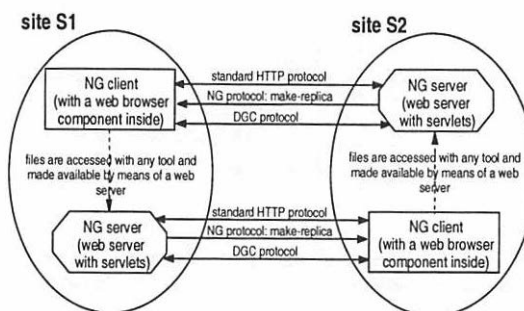 site S1
site S2
NG client
(with a web browser
component inside)
standard HTTP protocol
NG protocol: make-replica
DGC protocol
NG server
(web server
with servlets)
files are accessed with any tool and
made available by means of a web
server
files are accessed with any tool and
made available by means of a web
server
NG server
(web server
with servlets)
standard HTTP protocol
NG protocol: make-replica
DGC protocol
NG client
(with a web browser
component inside)